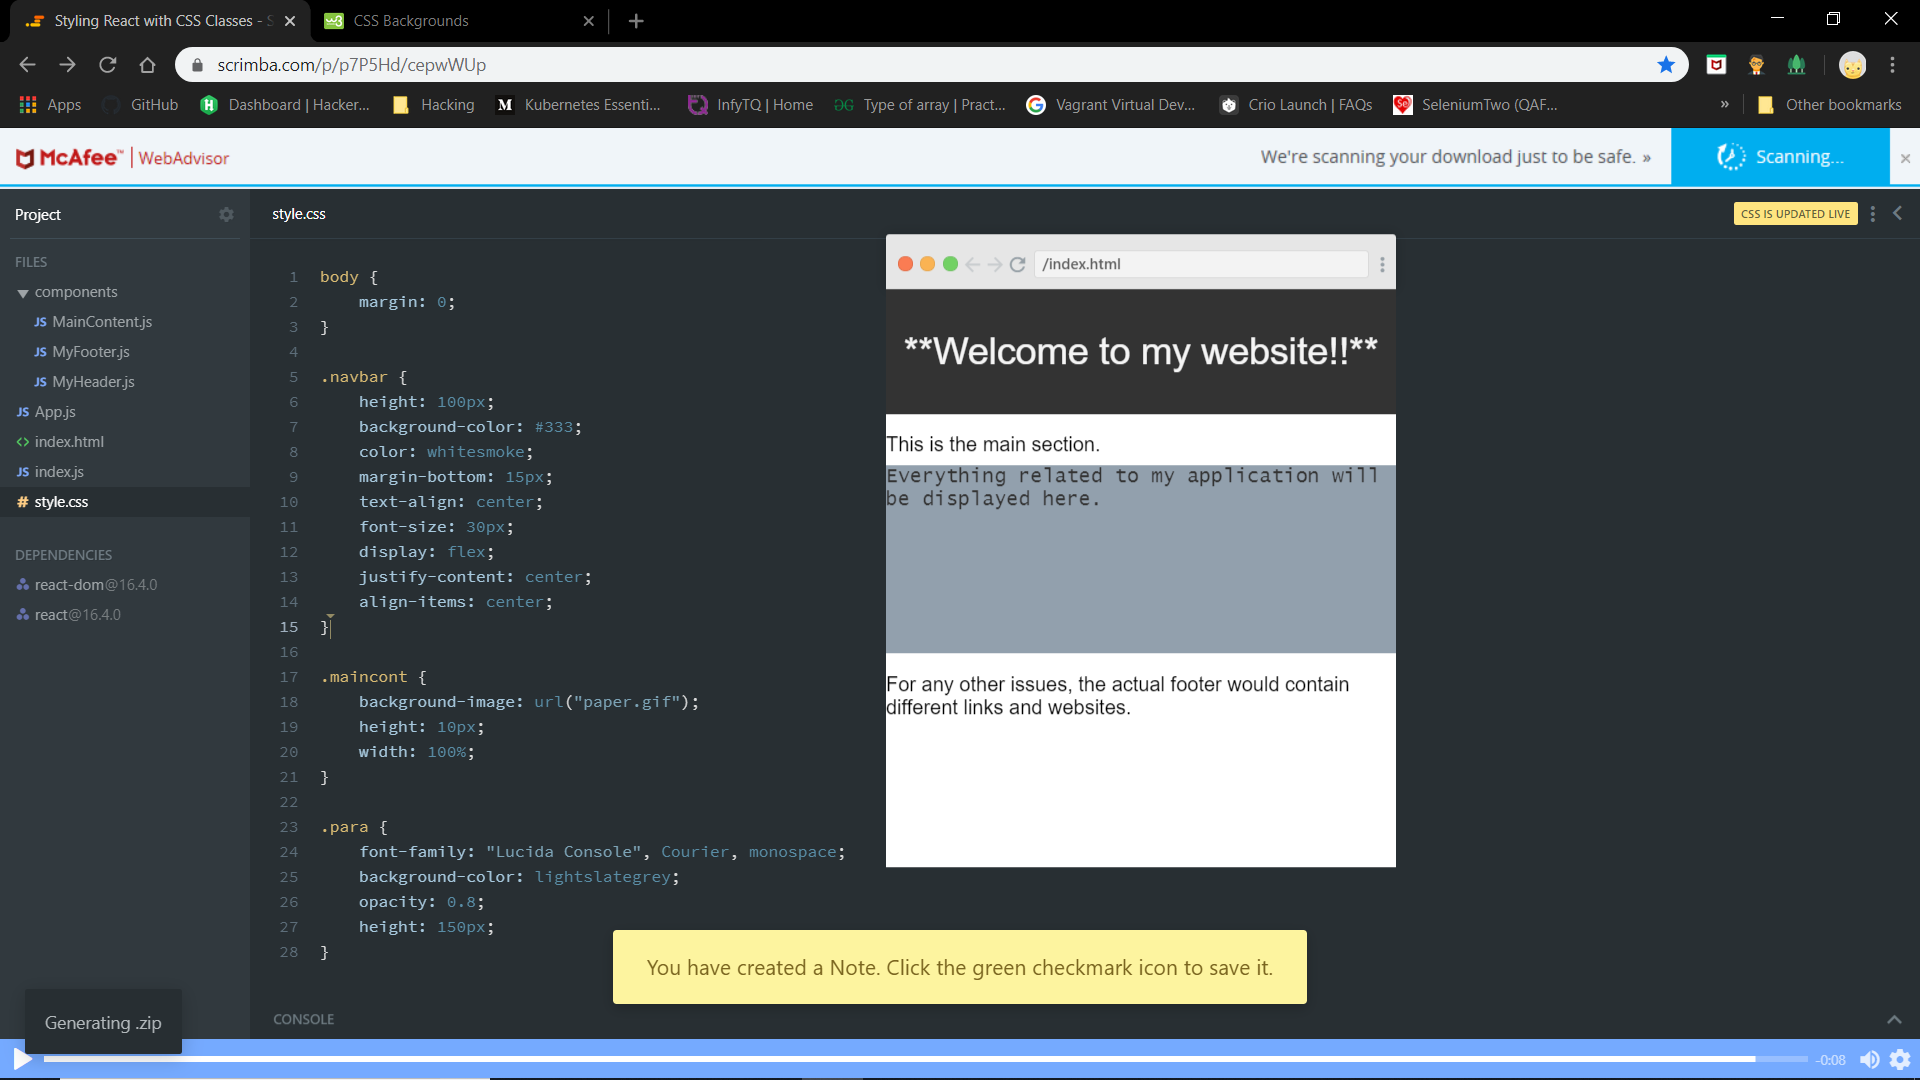 Styling React with CSS Classes - S
CSS Backgrounds
scrimba.com/p/p7P5Hd/cepwWUp
Apps
GitHub
Dashboard | Hacker...
Hacking
Kubernetes Essenti...
InfyTQ | Home
Type of array | Pract...
Vagrant Virtual Dev...
Crio Launch | FAQs
SeleniumTwo (QAF...
»
Other bookmarks
McAfee™ | WebAdvisor
We're scanning your download just to be safe. »
Scanning...
Project
style.css
CSS IS UPDATED LIVE
FILES
components
JS MainContent.js
JS MyFooter.js
JS MyHeader.js
JS App.js
<> index.html
JS index.js
# style.css
DEPENDENCIES
react-dom@16.4.0
react@16.4.0
1 body {
2 margin: 0;
3 }
4
5 .navbar {
6 height: 100px;
7 background-color: #333;
8 color: whitesmoke;
9 margin-bottom: 15px;
10 text-align: center;
11 font-size: 30px;
12 display: flex;
13 justify-content: center;
14 align-items: center;
15 }
16
17 .maincont {
18 background-image: url("paper.gif");
19 height: 10px;
20 width: 100%;
21 }
22
23 .para {
24 font-family: "Lucida Console", Courier, monospace;
25 background-color: lightslategrey;
26 opacity: 0.8;
27 height: 150px;
28 }
/index.html
**Welcome to my website!!**
This is the main section.
Everything related to my application will
be displayed here.
For any other issues, the actual footer would contain
different links and websites.
You have created a Note. Click the green checkmark icon to save it.
Generating .zip
CONSOLE
-0:08